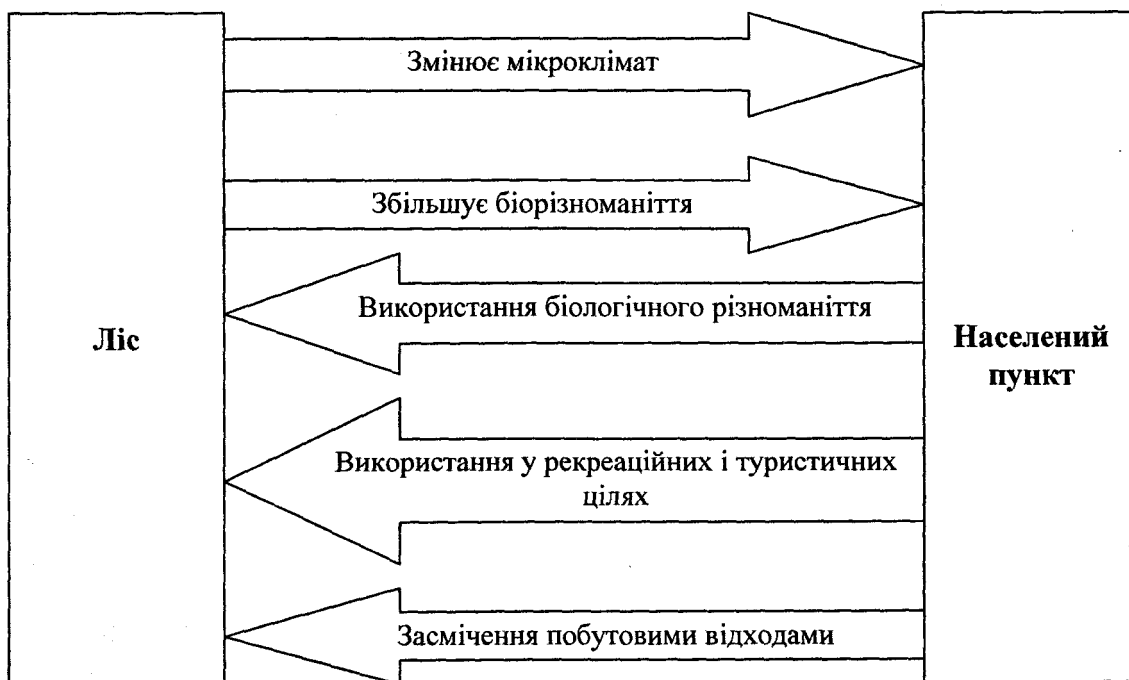 Змінює мікроклімат
Збільшує біорізноманіття
Використання біологічного різноманіття
Ліс
Населений
пункт
Використання у рекреаційних і туристичних
цілях
Засмічення побутовими відходами